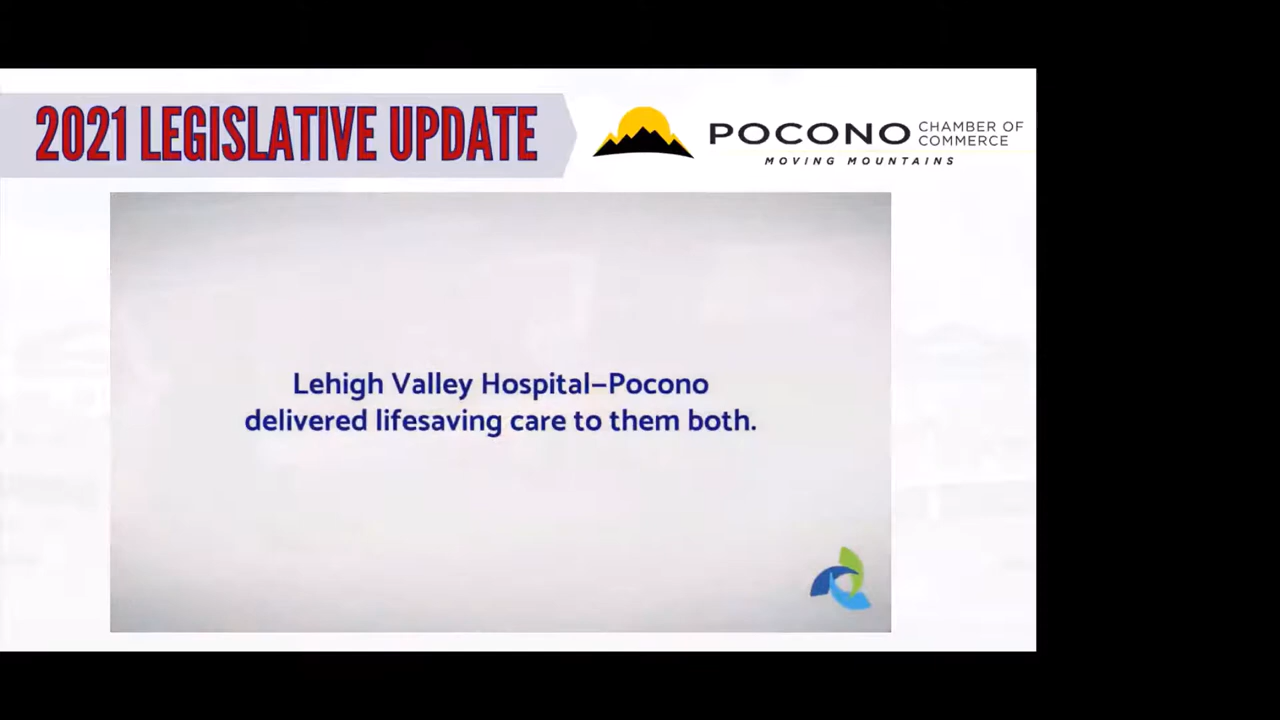 2021 LEGISLATIVE UPDATE
POCONO
CHAMBER OF
COMMERCE
MOVING MOUNTAINS
Lehigh Valley Hospital–Pocono
delivered lifesaving care to them both.